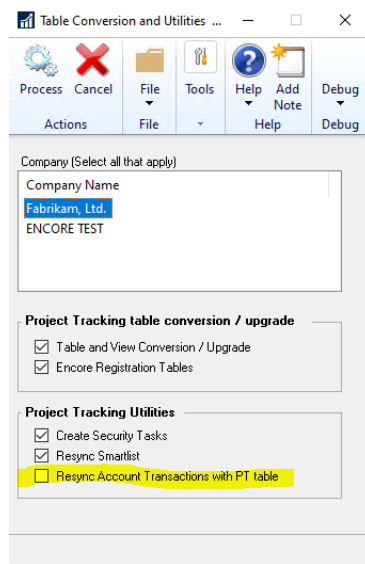 Table Conversion and Utilities ...
Process Cancel File Tools Help Add Note Debug
Actions File Help Debug
Company (Select all that apply)
Company Name
Fabrikam, Ltd.
ENCORE TEST
Project Tracking table conversion / upgrade
Table and View Conversion / Upgrade
Encore Registration Tables
Project Tracking Utilities
Create Security Tasks
Resync Smartlist
Resync Account Transactions with PT table